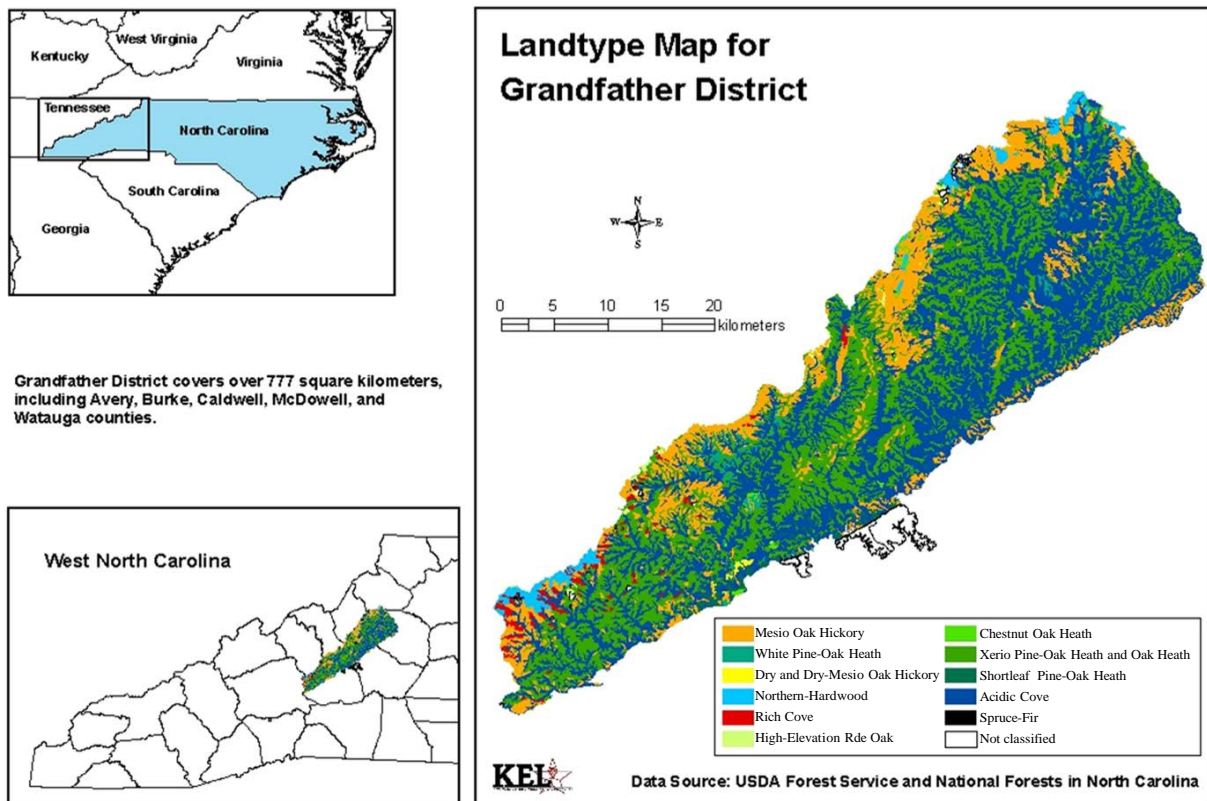 Kentucky
West Virginia
Virginia
Tennessee
North Carolina
South Carolina
Georgia
Grandfather District covers over 777 square kilometers,
including Avery, Burke, Caldwell, McDowell, and
Watauga counties.
West North Carolina
Landtype Map for
Grandfather District
N
W E
S
0 5 10 15 20
kilometers
Mesio Oak Hickory
White Pine-Oak Heath
Dry and Dry-Mesio Oak Hickory
Northern-Hardwood
Rich Cove
High-Elevation Rde Oak
Chestnut Oak Heath
Xerio Pine-Oak Heath and Oak Heath
Shortleaf Pine-Oak Heath
Acidic Cove
Spruce-Fir
Not classified
KEL
Data Source: USDA Forest Service and National Forests in North Carolina